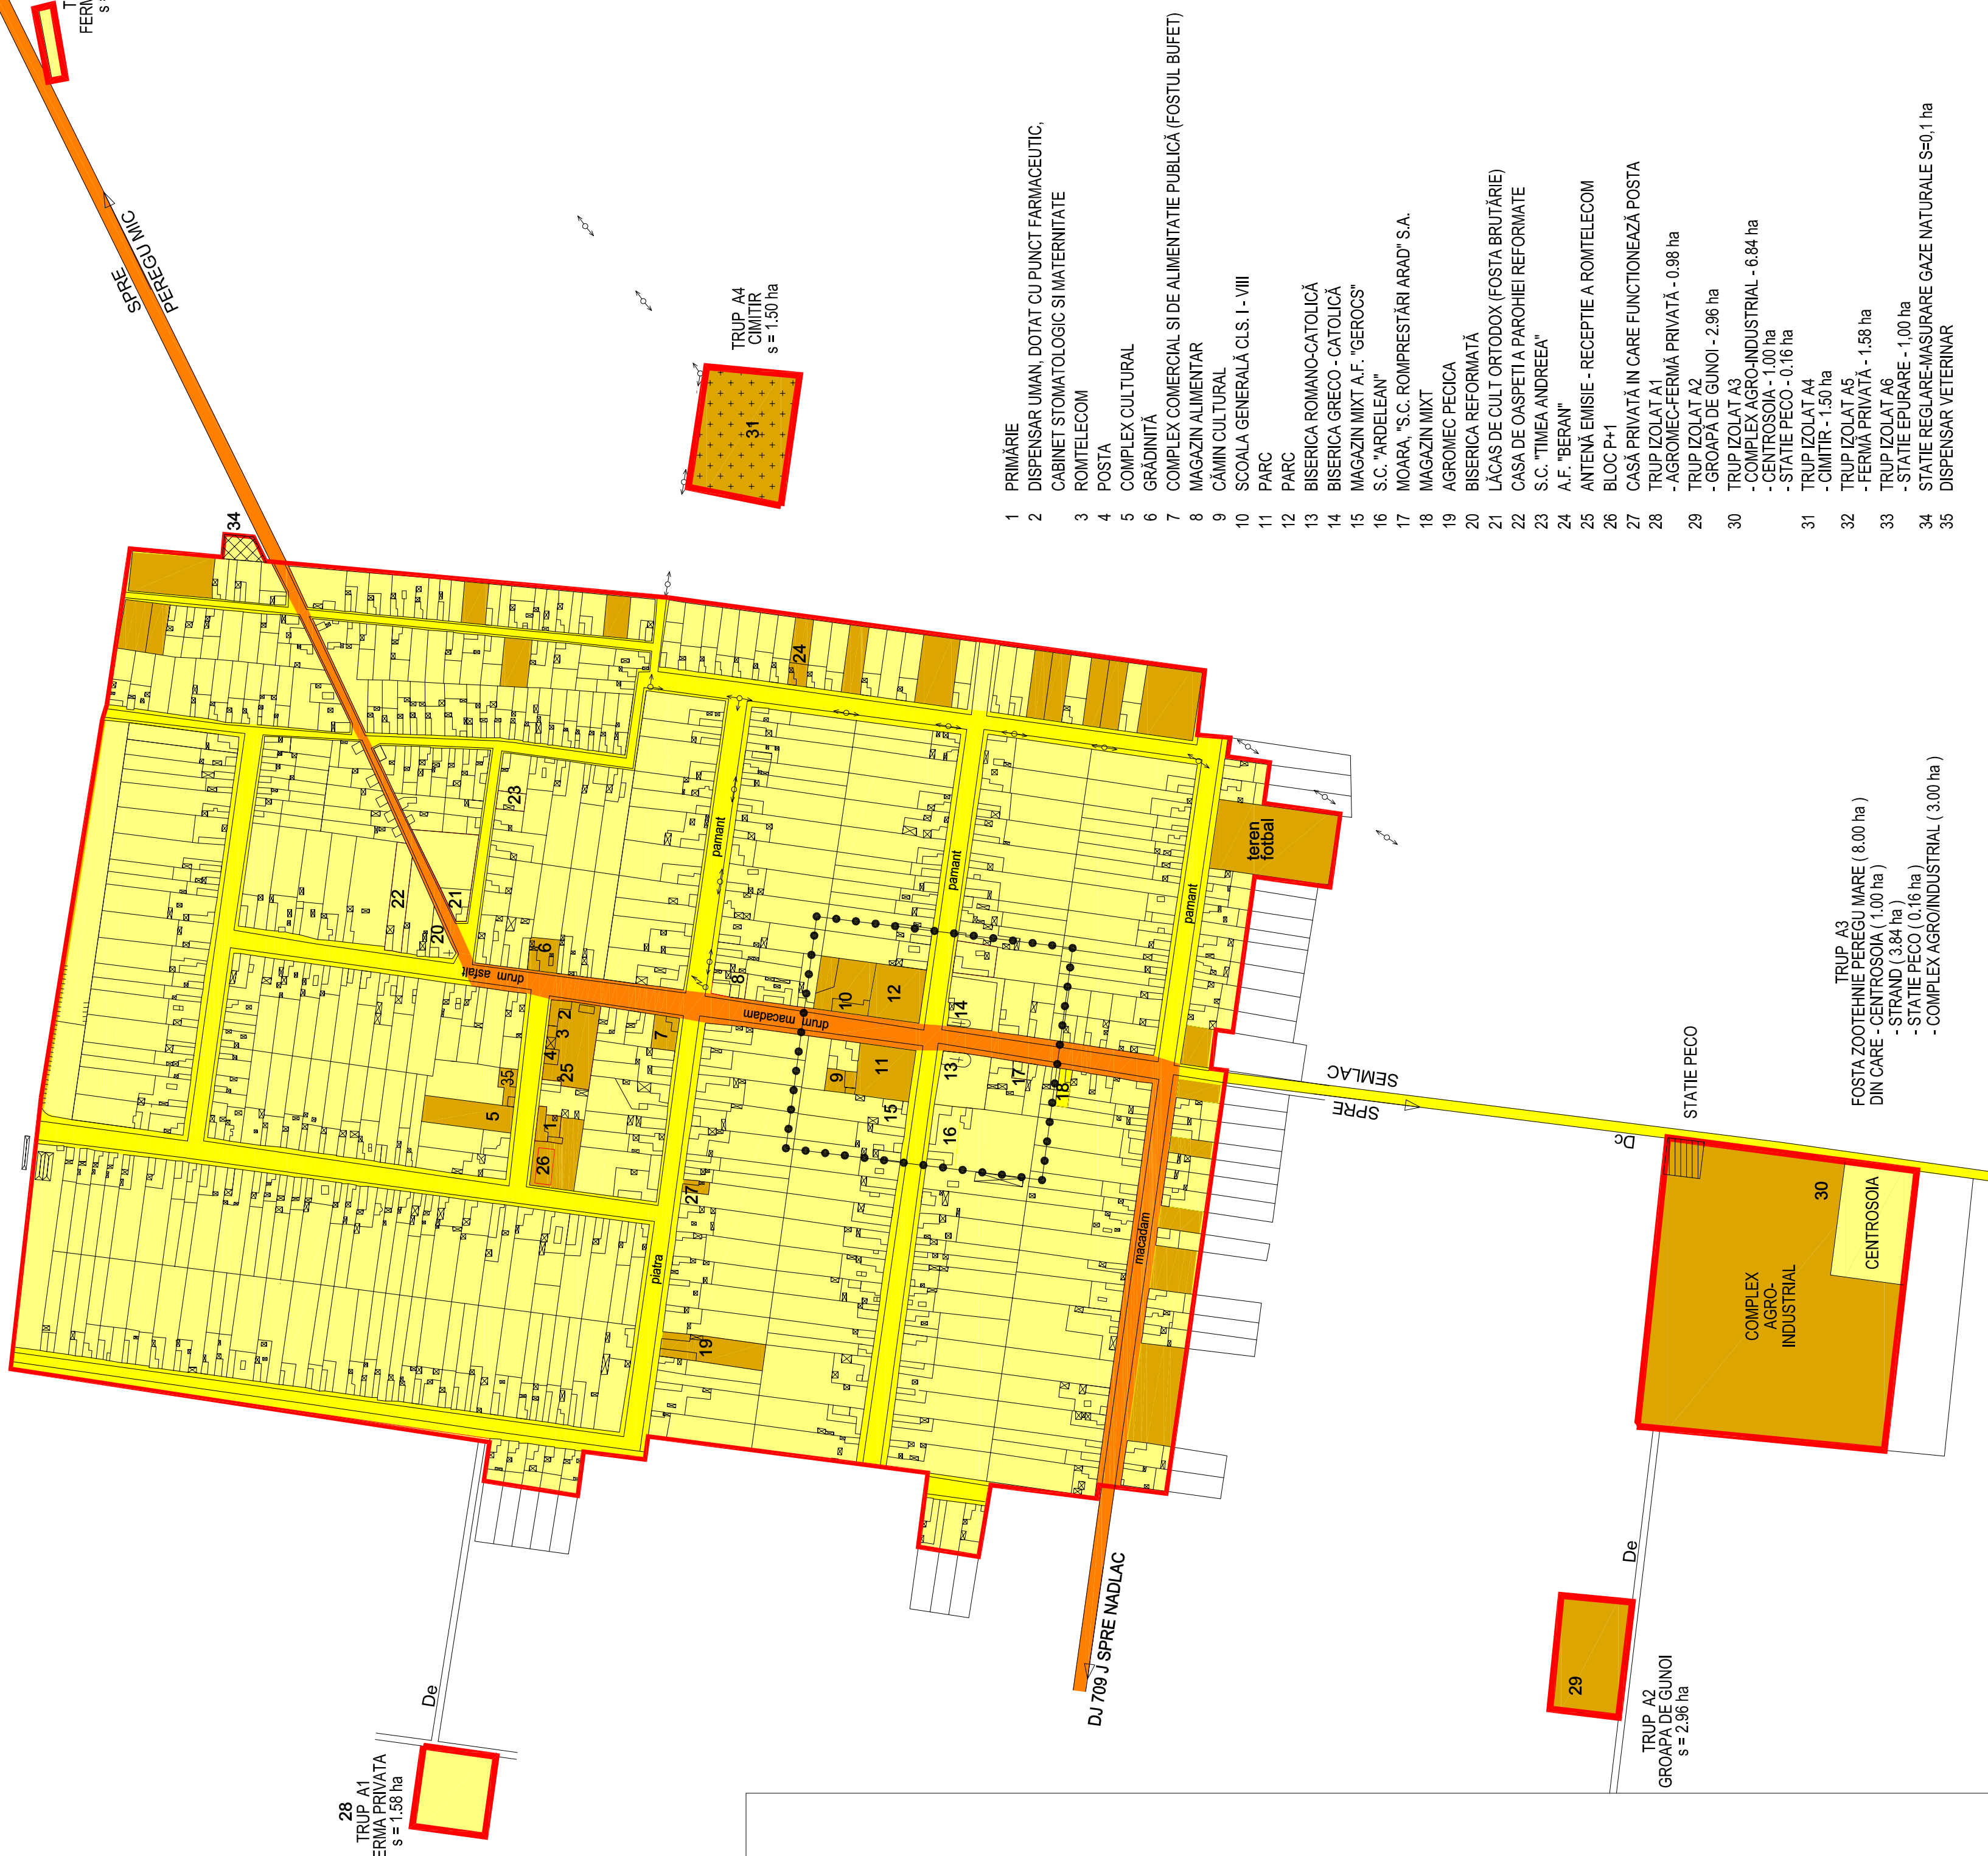 SPRE
PEREGU MIC
34
TRUP A4
CIMITIR
s = 1.50 ha
31
24
23
22
21
20
6
drum asfalt
2
3
4
25
35
5
1
26
7
8
27
19
piatra
pamant
pamant
pamant
drum macadam
10
12
9
11
13
14
15
16
17
18
teren
fotbal
macadam
SPRE
SEMLAC
Dc
De
De
DJ 709 J SPRE NADLAC
28
TRUP A1
ERMA PRIVATA
s = 1.58 ha
29
TRUP A2
GROAPA DE GUNOI
s = 2.96 ha
STATIE PECO
30
CENTROSOIA
COMPLEX
AGRO-
INDUSTRIAL
TRUP A3
FOSTA ZOOTEHNIE PEREGU MARE ( 8.00 ha )
DIN CARE - CENTROSOIA ( 1.00 ha )
- STRAND ( 3.84 ha )
- STATIE PECO ( 0.16 ha )
- COMPLEX AGRO/INDUSTRIAL ( 3.00 ha )
T
FERM
s =
1 PRIMĂRIE
2 DISPENSAR UMAN, DOTAT CU PUNCT FARMACEUTIC,
CABINET STOMATOLOGIC SI MATERNITATE
3 ROMTELECOM
4 POSTA
5 COMPLEX CULTURAL
6 GRĂDINITĂ
7 COMPLEX COMERCIAL SI DE ALIMENTATIE PUBLICĂ (FOSTUL BUFET)
8 MAGAZIN ALIMENTAR
9 CĂMIN CULTURAL
10 SCOALA GENERALĂ CLS. I - VIII
11 PARC
12 PARC
13 BISERICA ROMANO-CATOLICĂ
14 BISERICA GRECO - CATOLICĂ
15 MAGAZIN MIXT A.F. "GEROCS"
16 S.C. "ARDELEAN"
17 MOARA, "S.C. ROMPRESTĂRI ARAD" S.A.
18 MAGAZIN MIXT
19 AGROMEC PECICA
20 BISERICA REFORMATĂ
21 LĂCAS DE CULT ORTODOX (FOSTA BRUTĂRIE)
22 CASA DE OASPETI A PAROHIEI REFORMATE
23 S.C. "TIMEA ANDREEA"
24 A.F. "BERAN"
25 ANTENĂ EMISIE - RECEPTIE A ROMTELECOM
26 BLOC P+1
27 CASĂ PRIVATĂ IN CARE FUNCTIONEAZĂ POSTA
28 TRUP IZOLAT A1
- AGROMEC-FERMĂ PRIVATĂ - 0.98 ha
29 TRUP IZOLAT A2
- GROAPĂ DE GUNOI - 2.96 ha
30 TRUP IZOLAT A3
- COMPLEX AGRO-INDUSTRIAL - 6.84 ha
- CENTROSOIA - 1.00 ha
- STATIE PECO - 0.16 ha
31 TRUP IZOLAT A4
- CIMITIR - 1.50 ha
32 TRUP IZOLAT A5
- FERMĂ PRIVATĂ - 1.58 ha
33 TRUP IZOLAT A6
- STATIE EPURARE - 1,00 ha
34 STATIE REGLARE-MASURARE GAZE NATURALE S=0,1 ha
35 DISPENSAR VETERINAR